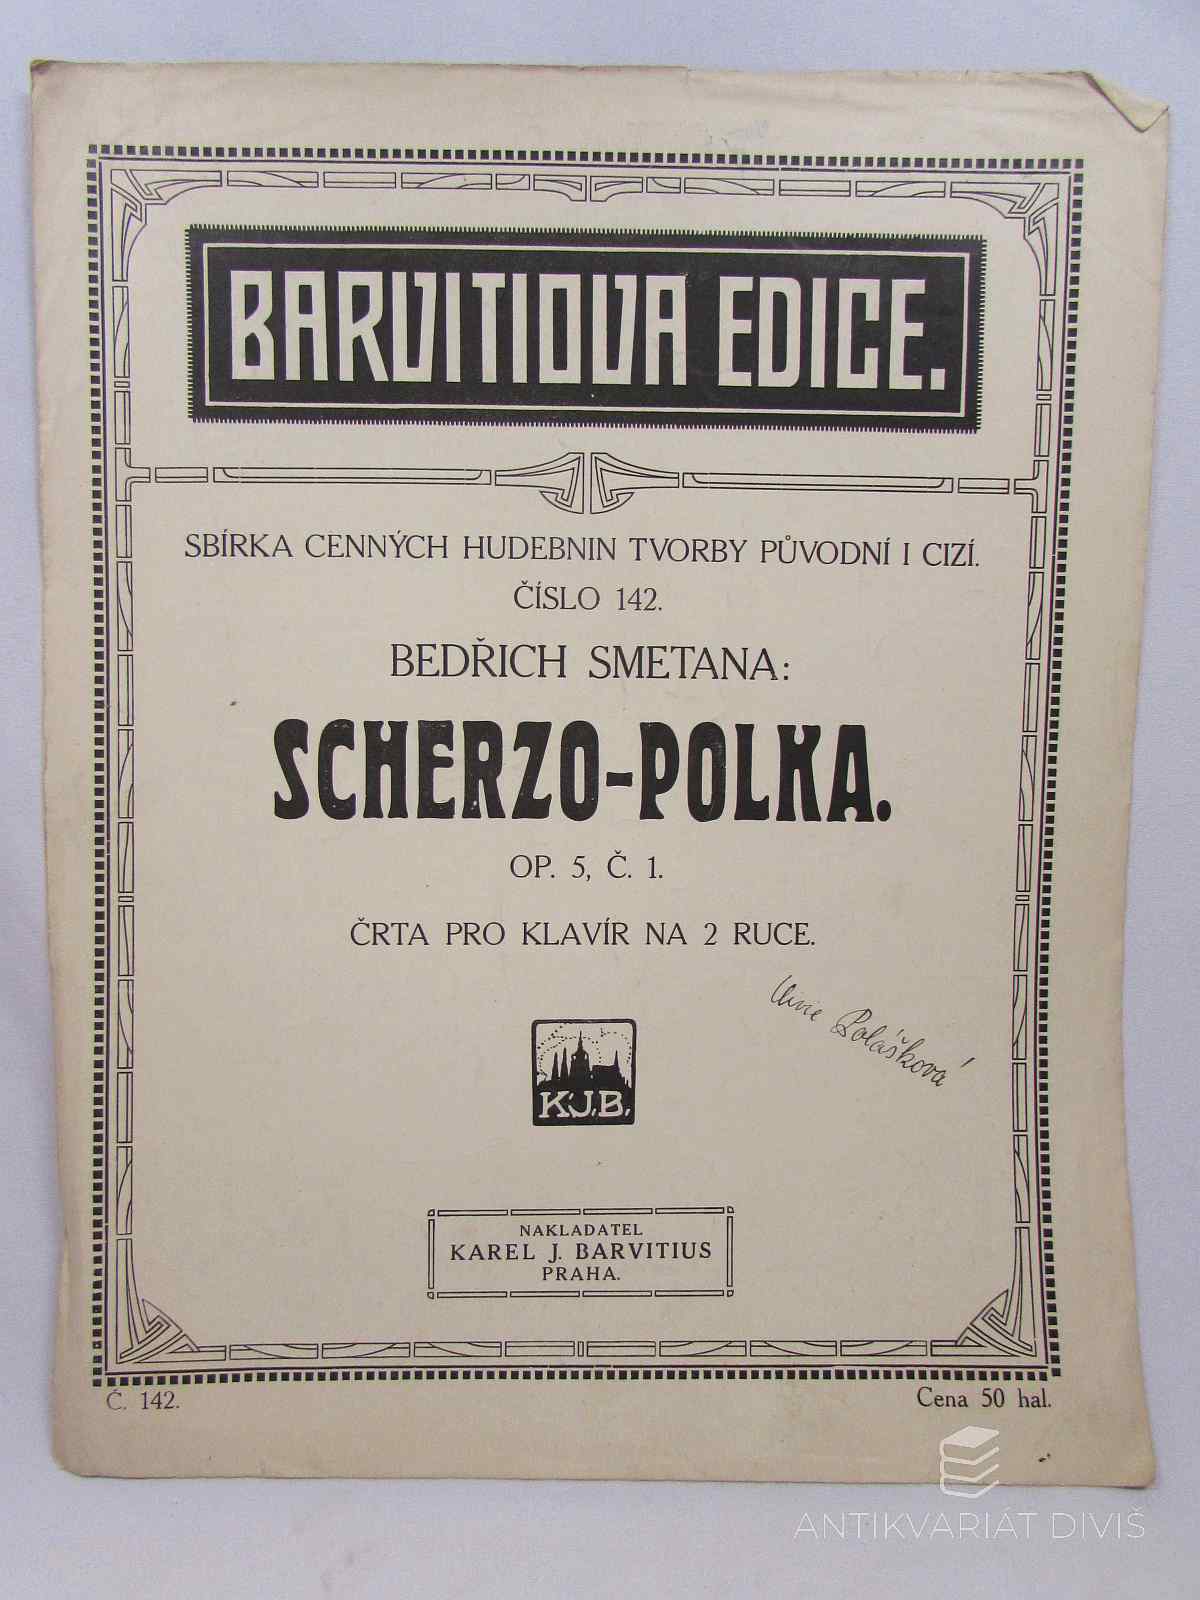 BARVITIOVA EDICE.
SBÍRKA CENNÝCH HUDEBNIN TVORBY PŮVODNÍ I CIZÍ.
ČÍSLO 142.
BEDŘICH SMETANA:
SCHERZO-POLKA.
OP. 5, Č. 1.
ČRTA PRO KLAVÍR NA 2 RUCE.
Polášková
K.J.B.
NAKLADATEL
KAREL J. BARVITIUS
PRAHA.
Č. 142.
Cena 50 hal.
ANTIKVARIÁT DIVIŠ